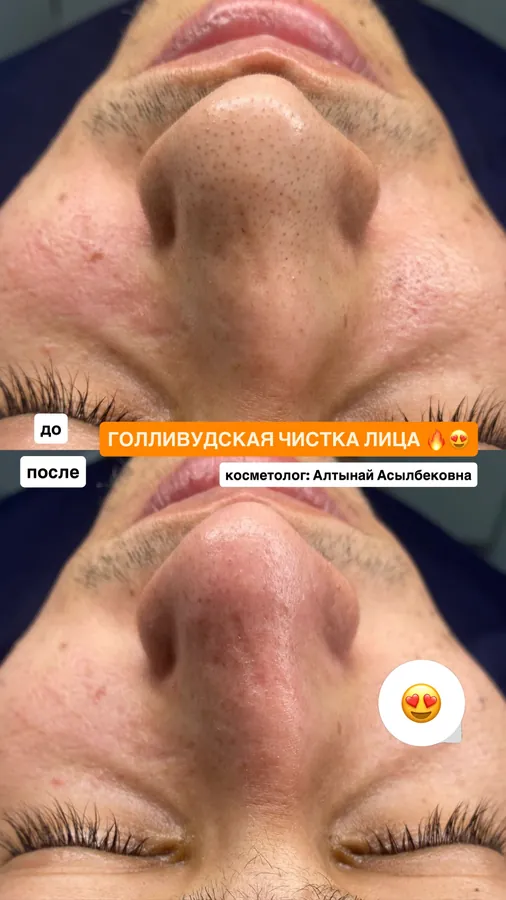 до
ГОЛЛИВУДСКАЯ ЧИСТКА ЛИЦА 🔥😍
после
косметолог: Алтынай Асылбековна